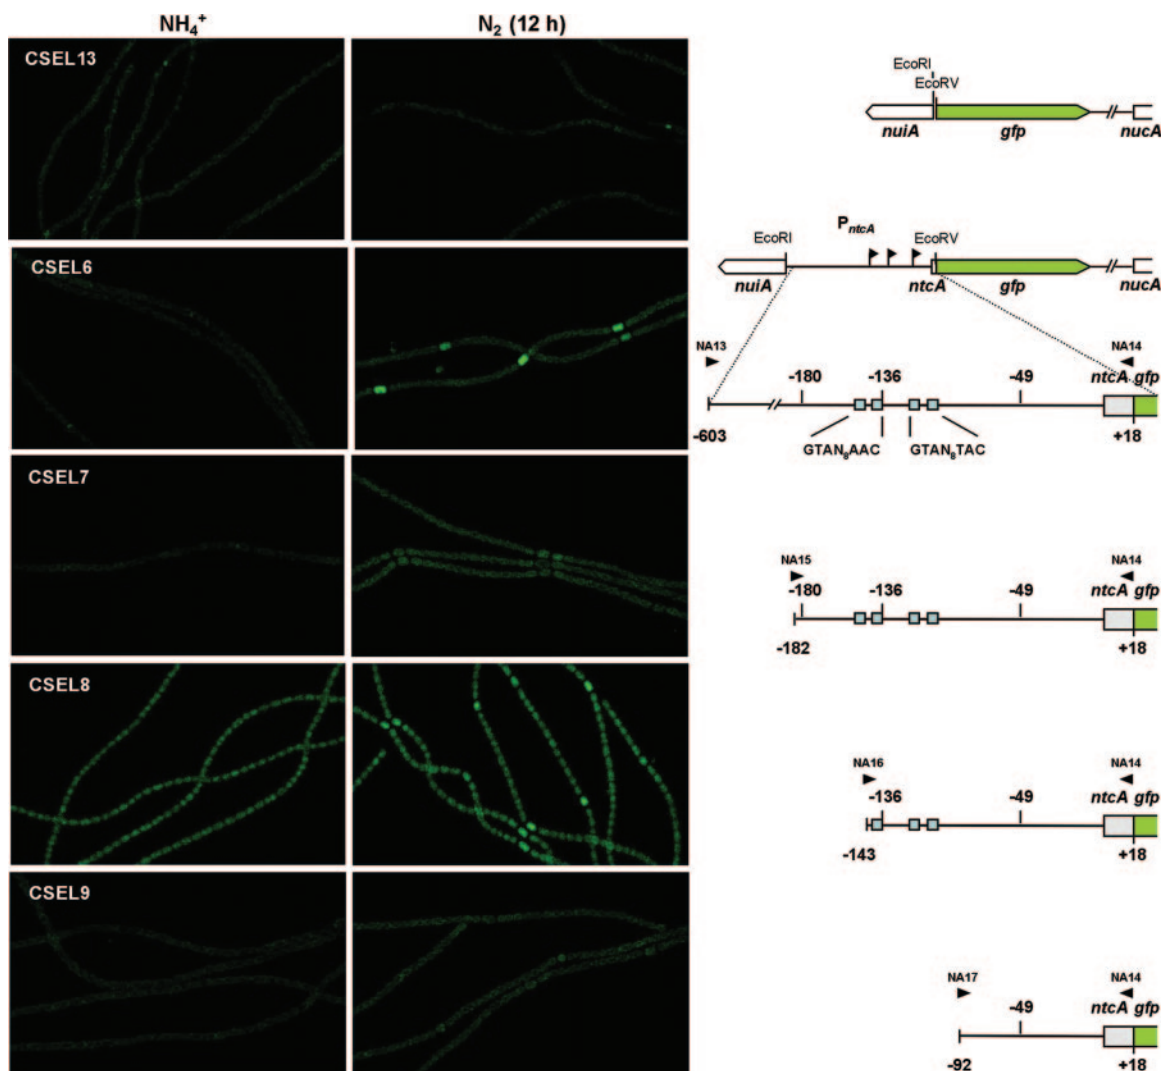 NH₄⁺ N₂ (12 h)
CSEL13
EcoRI
EcoRV
nuiA gfp nucA
CSEL6
PntcA
EcoRI EcoRV
nuiA ntcA gfp nucA
NA13 NA14
-180 -136 -49 ntcA gfp
-603 +18
GTAN₈AAC GTAN₈TAC
CSEL7
NA15 NA14
-180 -136 -49 ntcA gfp
-182 +18
CSEL8
NA16 NA14
-136 -49 ntcA gfp
-143 +18
CSEL9
NA17 NA14
-49 ntcA gfp
-92 +18